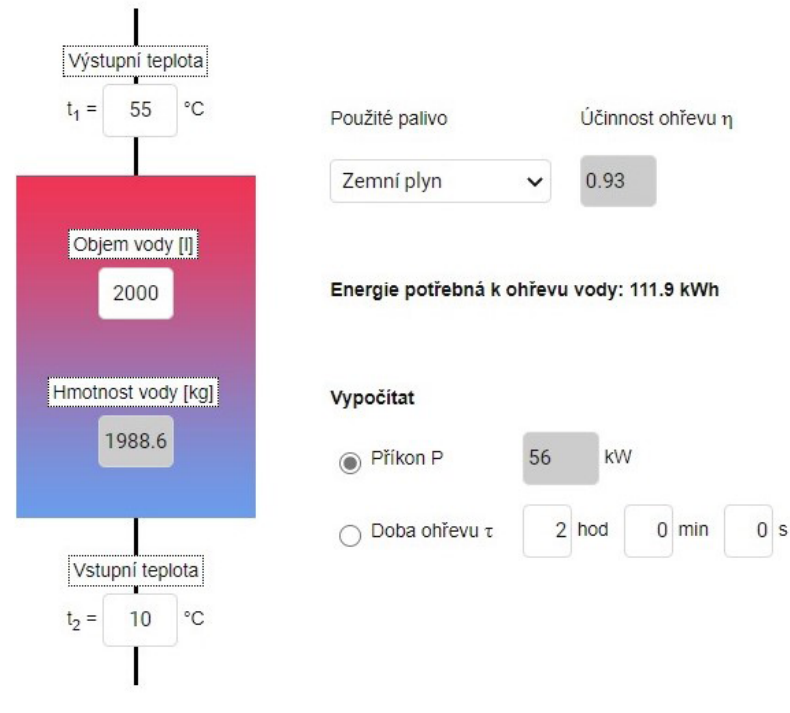 Výstupní teplota
t₁ = 55 °C
Objem vody [l]
2000
Hmotnost vody [kg]
1988.6
Vstupní teplota
t₂ = 10 °C
Použité palivo
Účinnost ohřevu η
Zemní plyn
0.93
Energie potřebná k ohřevu vody: 111.9 kWh
Vypočítat
Příkon P 56 kW
Doba ohřevu τ 2 hod 0 min 0 s